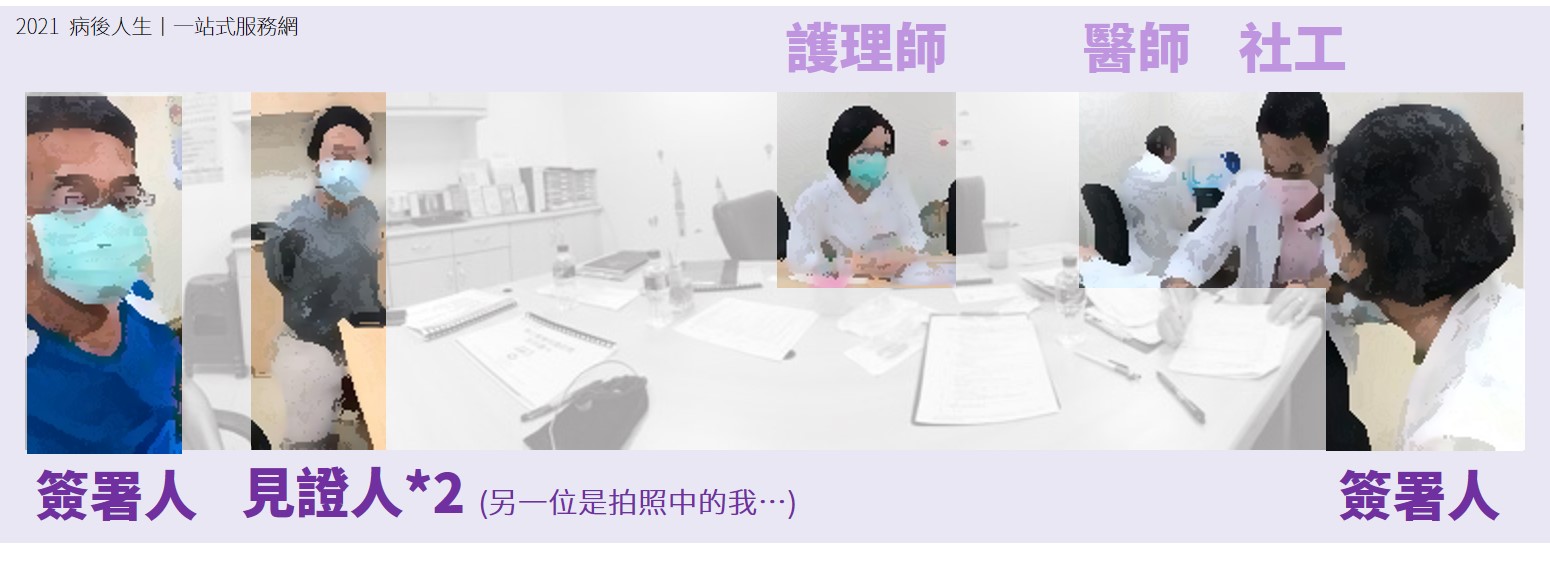 2021 病後人生｜一站式服務網
護理師 醫師 社工
簽署人 見證人*2 (另一位是拍照中的我…) 簽署人